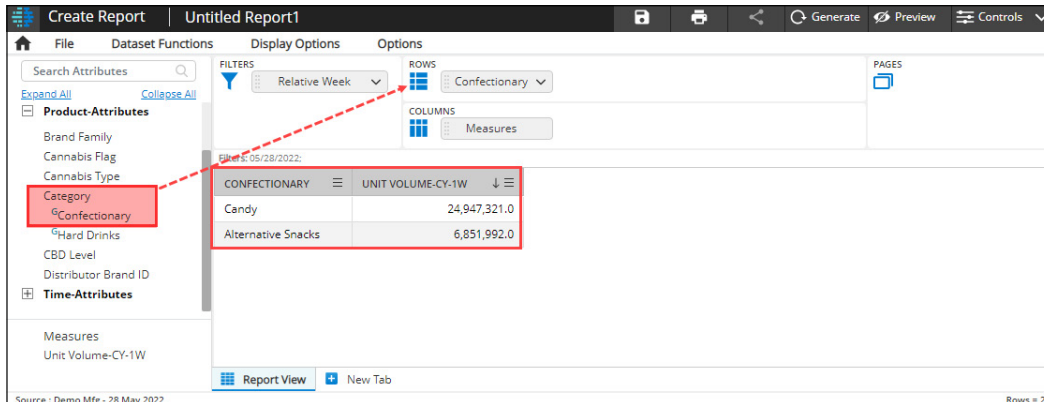 Create Report
Untitled Report1
Generate
Preview
Controls
File
Dataset Functions
Display Options
Options
Search Attributes
Expand All
Collapse All
Product-Attributes
Brand Family
Cannabis Flag
Cannabis Type
Category
G Confectionary
G Hard Drinks
CBD Level
Distributor Brand ID
Time-Attributes
Measures
Unit Volume-CY-1W
FILTERS
Relative Week
ROWS
Confectionary
COLUMNS
Measures
PAGES
Filters: 05/28/2022;
CONFECTIONARY UNIT VOLUME-CY-1W
Candy 24,947,321.0
Alternative Snacks 6,851,992.0
Report View
New Tab
Source : Demo Mfg - 28 May 2022
Rows = 2